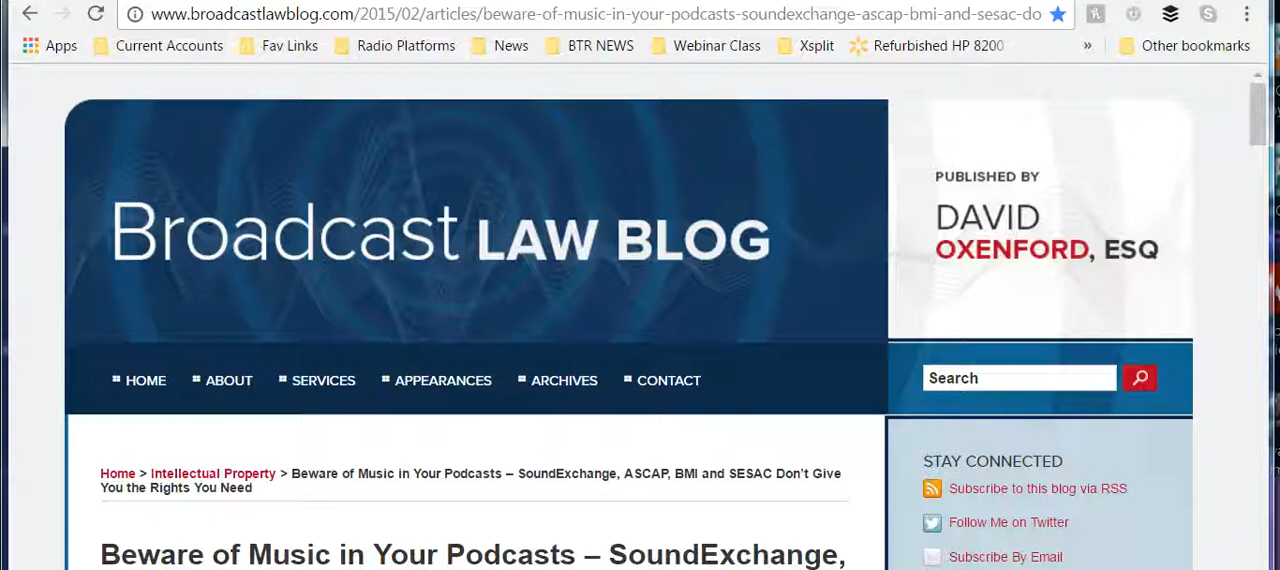 www.broadcastlawblog.com/2015/02/articles/beware-of-music-in-your-podcasts-soundexchange-ascap-bmi-and-sesac-do
Apps Current Accounts Fav Links Radio Platforms News BTR NEWS Webinar Class Xsplit Refurbished HP 8200 » Other bookmarks
Broadcast LAW BLOG
PUBLISHED BY
DAVID
OXENFORD, ESQ
HOME ABOUT SERVICES APPEARANCES ARCHIVES CONTACT
Search
Home > Intellectual Property > Beware of Music in Your Podcasts – SoundExchange, ASCAP, BMI and SESAC Don't Give
You the Rights You Need
Beware of Music in Your Podcasts – SoundExchange,
STAY CONNECTED
Subscribe to this blog via RSS
Follow Me on Twitter
Subscribe By Email